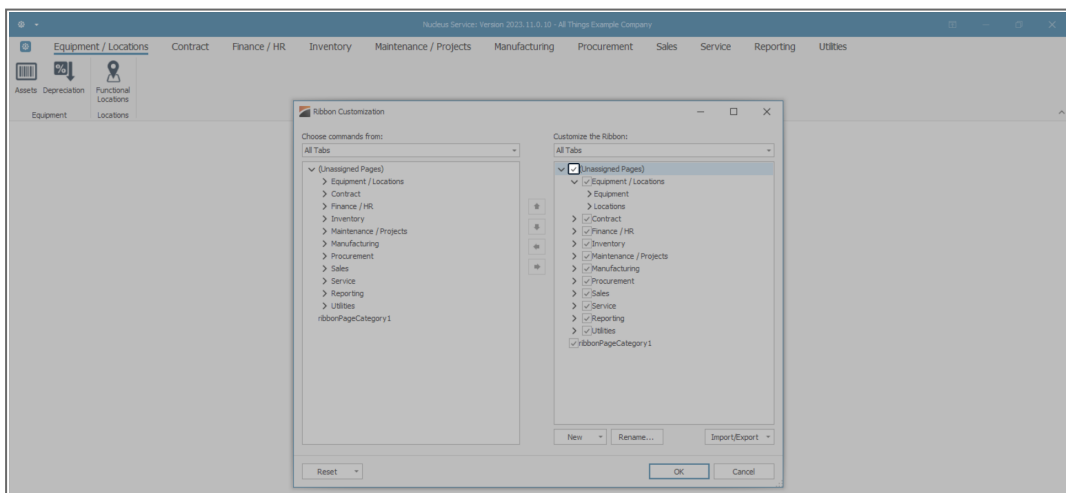 Nucleus Service: Version 2023.11.0.10 - All Things Example Company
Equipment / Locations Contract Finance / HR Inventory Maintenance / Projects Manufacturing Procurement Sales Service Reporting Utilities
Assets Depreciation Functional Locations
Equipment Locations
Ribbon Customization
Choose commands from:
All Tabs
(Unassigned Pages)
Equipment / Locations
Contract
Finance / HR
Inventory
Maintenance / Projects
Manufacturing
Procurement
Sales
Service
Reporting
Utilities
ribbonPageCategory1
Customize the Ribbon:
All Tabs
(Unassigned Pages)
Equipment / Locations
Equipment
Locations
Contract
Finance / HR
Inventory
Maintenance / Projects
Manufacturing
Procurement
Sales
Service
Reporting
Utilities
ribbonPageCategory1
New Rename... Import/Export
Reset OK Cancel